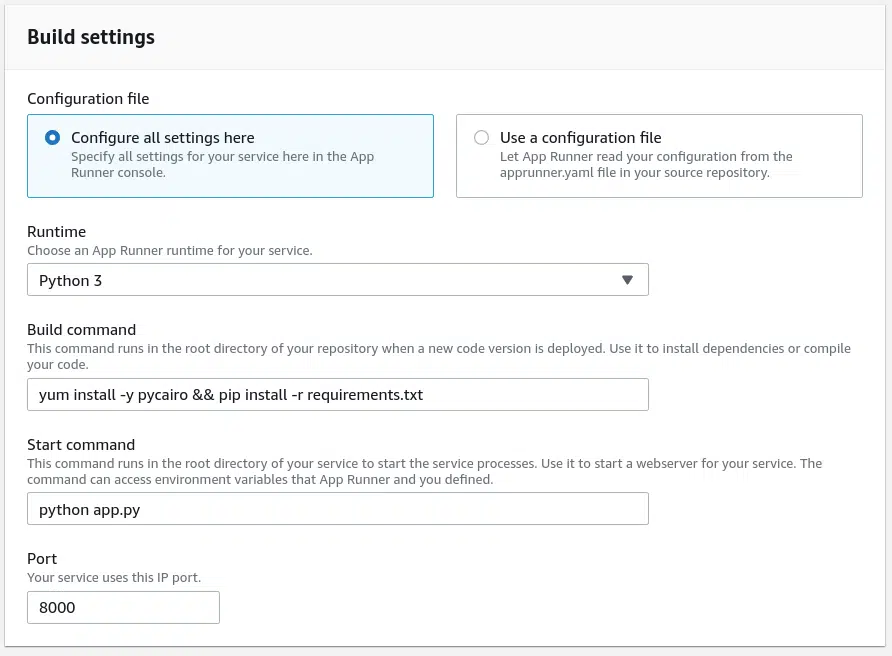 Build settings
Configuration file
Configure all settings here
Specify all settings for your service here in the App
Runner console.
Use a configuration file
Let App Runner read your configuration from the
apprunner.yaml file in your source repository.
Runtime
Choose an App Runner runtime for your service.
Python 3
Build command
This command runs in the root directory of your repository when a new code version is deployed. Use it to install dependencies or compile
your code.
yum install -y pycairo && pip install -r requirements.txt
Start command
This command runs in the root directory of your service to start the service processes. Use it to start a webserver for your service. The
command can access environment variables that App Runner and you defined.
python app.py
Port
Your service uses this IP port.
8000